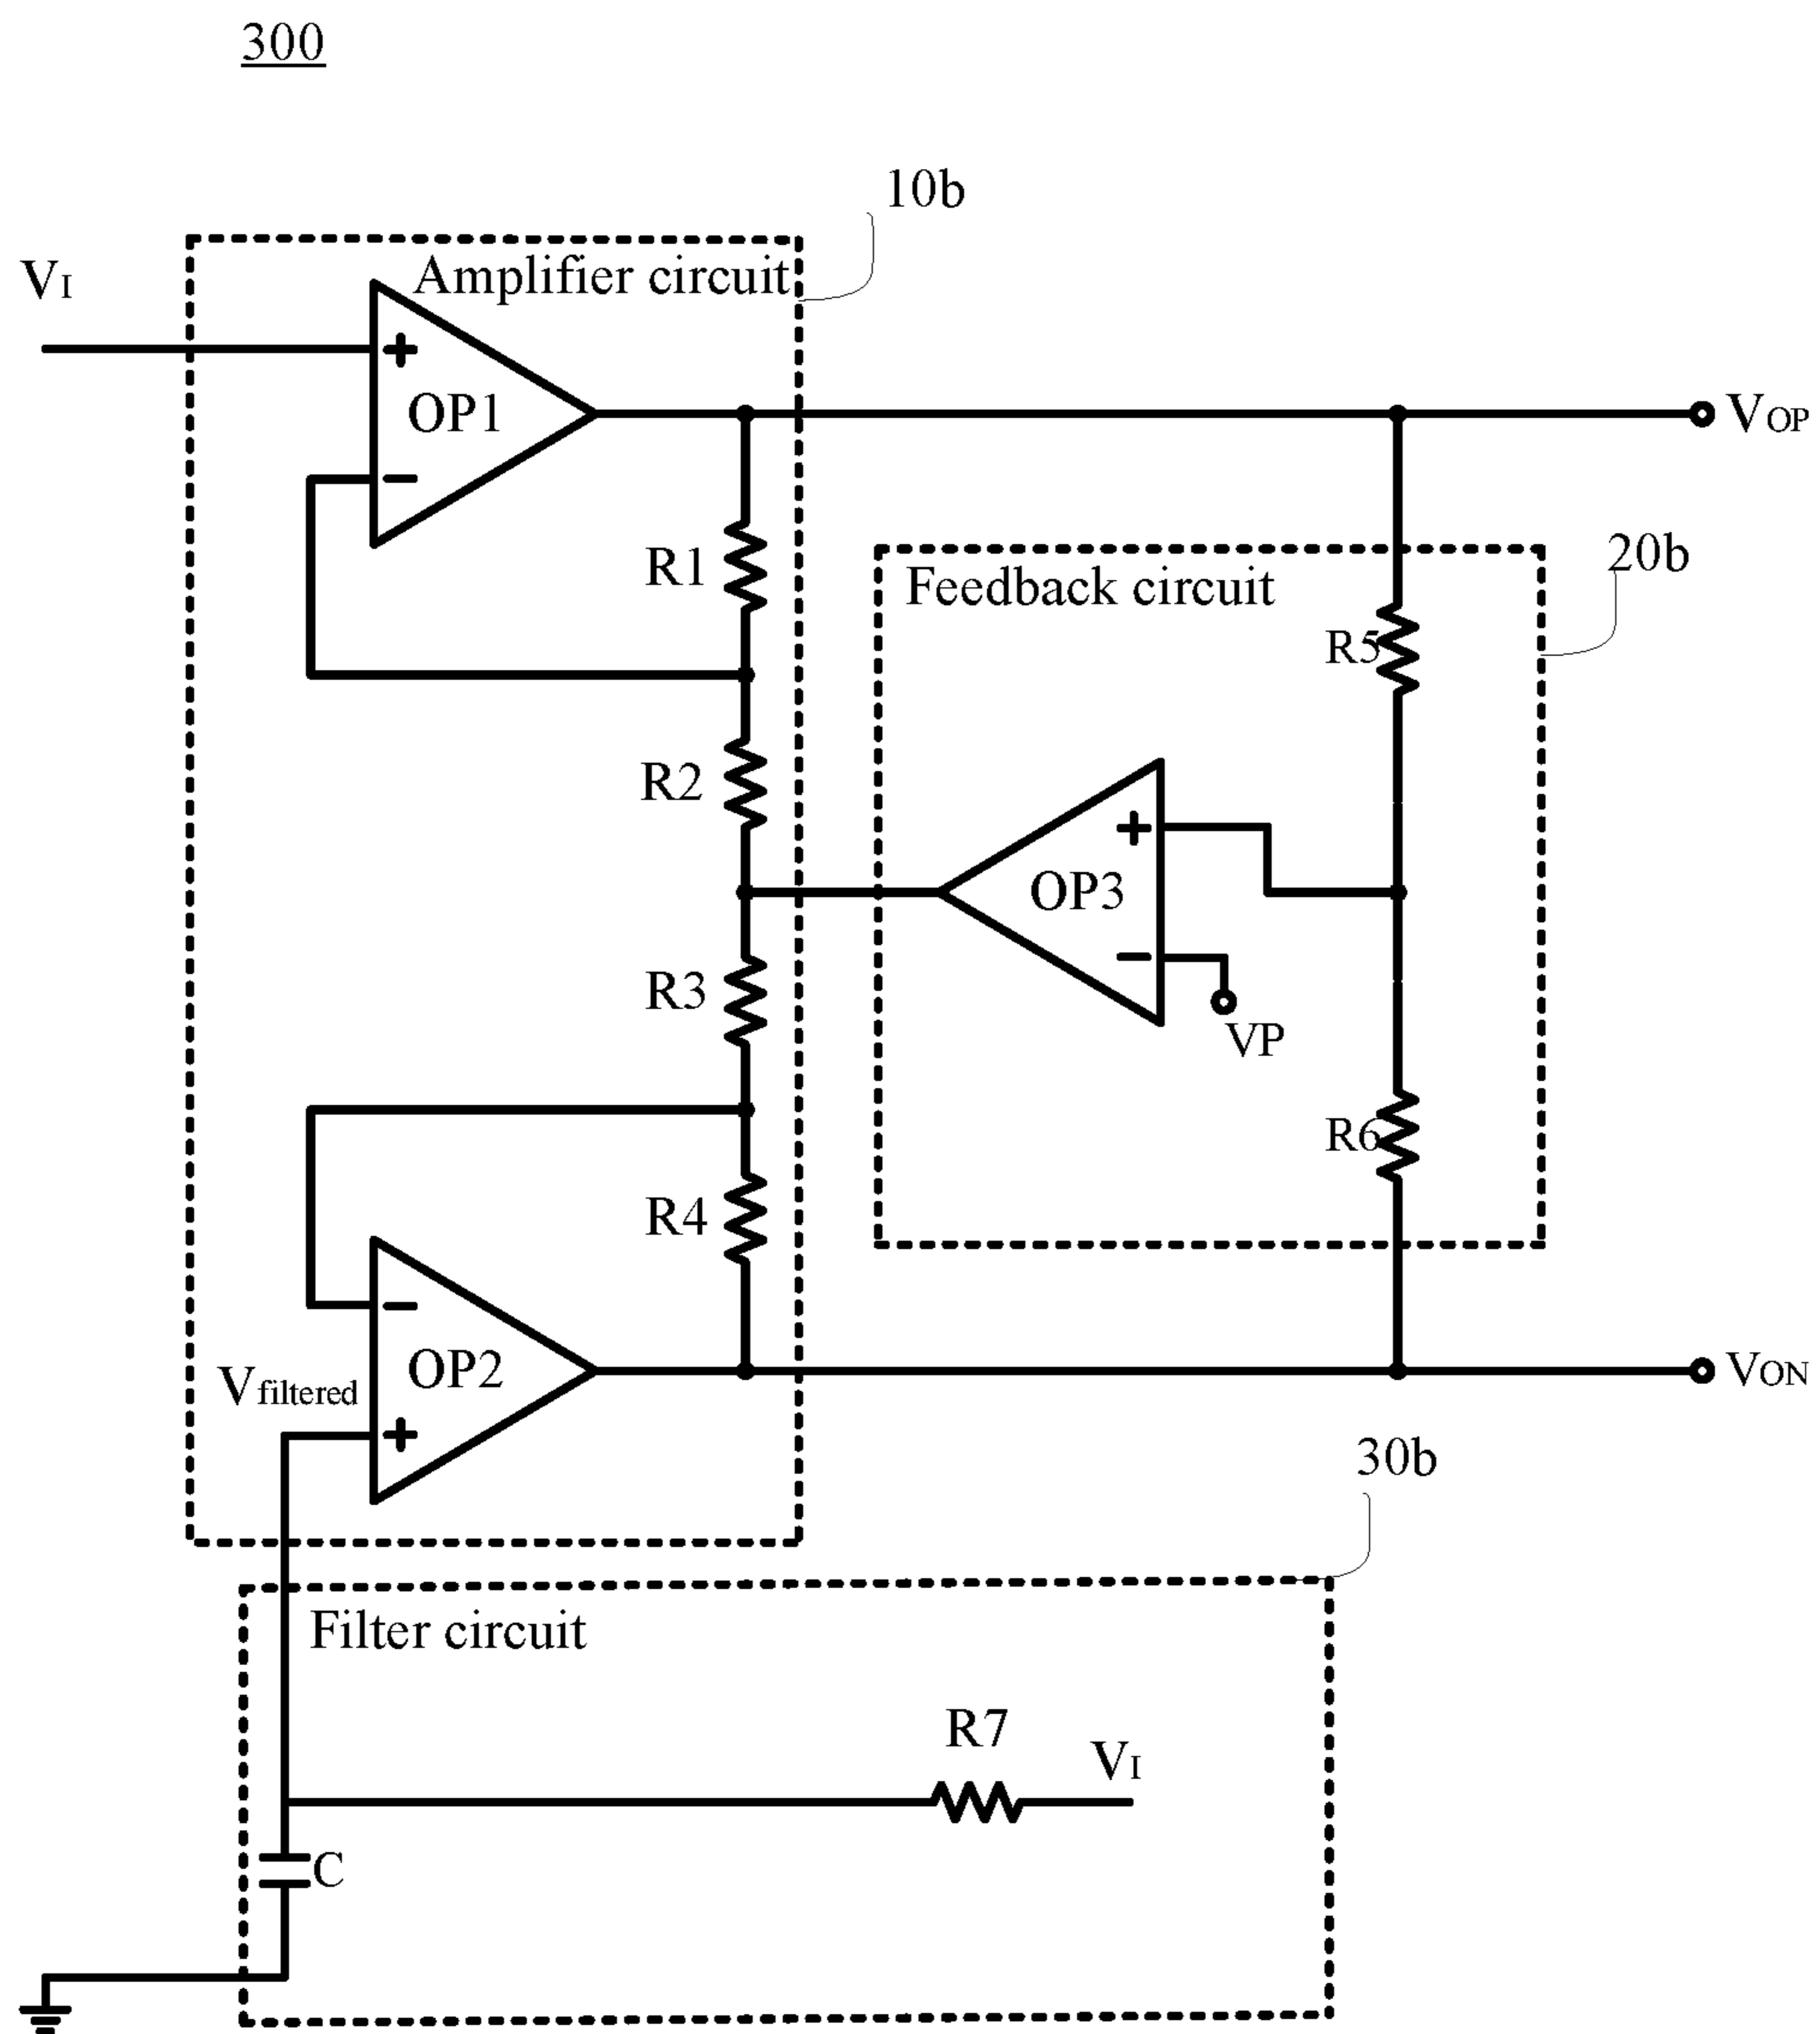 300
10b
Amplifier circuit
VI
+
OP1
−
VOP
R1
20b
Feedback circuit
R5
R2
+
OP3
−
VP
R3
R6
R4
−
OP2
Vfiltered
+
VON
30b
Filter circuit
R7
VI
C